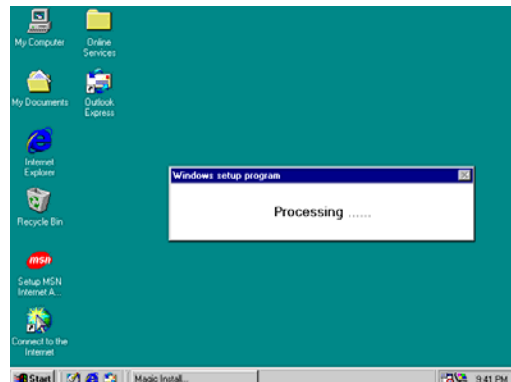 My Computer
Online
Services
My Documents
Outlook
Express
Internet
Explorer
Recycle Bin
msn
Setup MSN
Internet A...
Connect to the
Internet
Windows setup program
Processing ......
Start
Magic Install...
9:41 PM